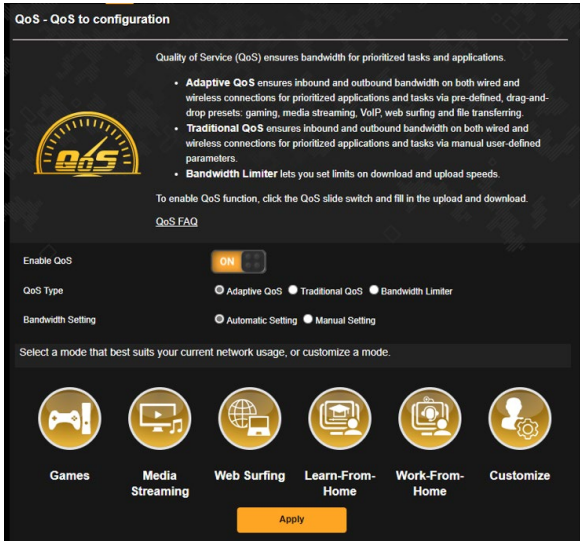 QoS - QoS to configuration
Quality of Service (QoS) ensures bandwidth for prioritized tasks and applications.
• Adaptive QoS ensures inbound and outbound bandwidth on both wired and
wireless connections for prioritized applications and tasks via pre-defined, drag-and-
drop presets: gaming, media streaming, VoIP, web surfing and file transferring.
• Traditional QoS ensures inbound and outbound bandwidth on both wired and
wireless connections for prioritized applications and tasks via manual user-defined
parameters.
• Bandwidth Limiter lets you set limits on download and upload speeds.
QoS
To enable QoS function, click the QoS slide switch and fill in the upload and download.
QoS FAQ
Enable QoS ON
QoS Type Adaptive QoS Traditional QoS Bandwidth Limiter
Bandwidth Setting Automatic Setting Manual Setting
Select a mode that best suits your current network usage, or customize a mode.
Games Media Web Surfing Learn-From- Work-From- Customize
Streaming Home Home
Apply